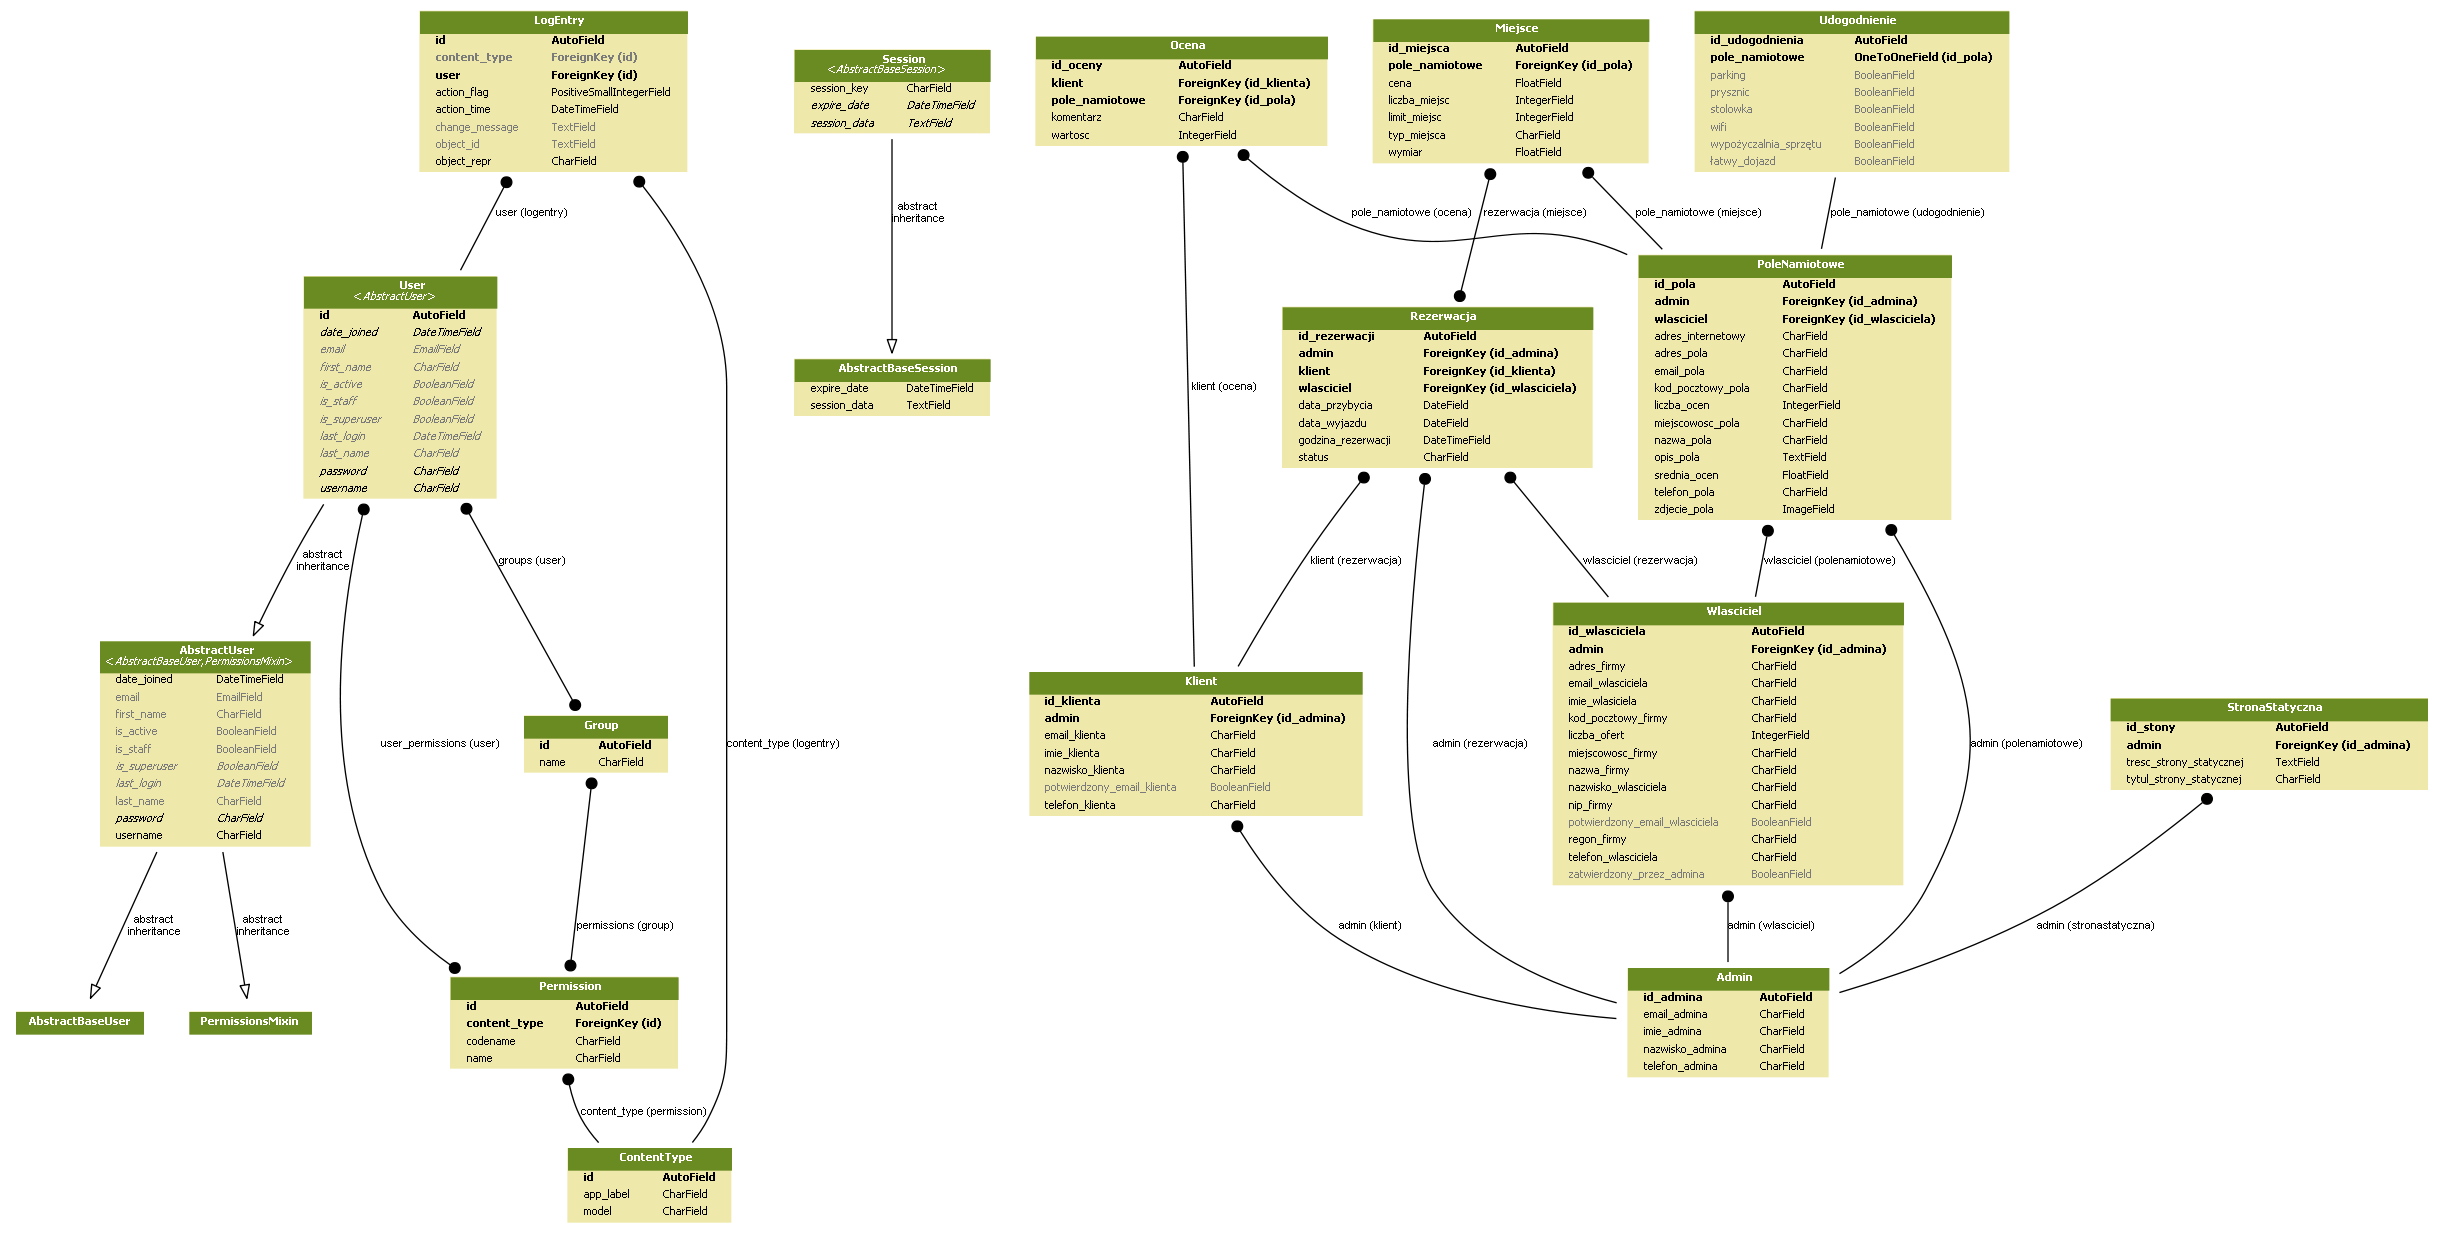 LogEntry
id AutoField
content_type ForeignKey (id)
user ForeignKey (id)
action_flag PositiveSmallIntegerField
action_time DateTimeField
change_message TextField
object_id TextField
object_repr CharField
Session
<AbstractBaseSession>
session_key CharField
expire_date DateTimeField
session_data TextField
Ocena
id_oceny AutoField
klient ForeignKey (id_klienta)
pole_namiotowe ForeignKey (id_pola)
komentarz CharField
wartosc IntegerField
Miejsce
id_miejsca AutoField
pole_namiotowe ForeignKey (id_pola)
cena FloatField
liczba_miejsc IntegerField
limit_miejsc IntegerField
typ_miejsca CharField
wymiar FloatField
Udogodnienie
id_udogodnienia AutoField
pole_namiotowe OneToOneField (id_pola)
parking BooleanField
prysznic BooleanField
stolowka BooleanField
wifi BooleanField
wypożyczalnia_sprzętu BooleanField
łatwy_dojazd BooleanField
user (logentry)
abstract
inheritance
pole_namiotowe (ocena)
rezerwacja (miejsce)
pole_namiotowe (miejsce)
pole_namiotowe (udogodnienie)
User
<AbstractUser>
id AutoField
date_joined DateTimeField
email EmailField
first_name CharField
is_active BooleanField
is_staff BooleanField
is_superuser BooleanField
last_login DateTimeField
last_name CharField
password CharField
username CharField
AbstractBaseSession
expire_date DateTimeField
session_data TextField
klient (ocena)
Rezerwacja
id_rezerwacji AutoField
admin ForeignKey (id_admina)
klient ForeignKey (id_klienta)
wlasciciel ForeignKey (id_wlasciciela)
data_przybycia DateField
data_wyjazdu DateField
godzina_rezerwacji DateTimeField
status CharField
PoleNamiotowe
id_pola AutoField
admin ForeignKey (id_admina)
wlasciciel ForeignKey (id_wlasciciela)
adres_internetowy CharField
adres_pola CharField
email_pola CharField
kod_pocztowy_pola CharField
liczba_ocen IntegerField
miejscowosc_pola CharField
nazwa_pola CharField
opis_pola TextField
srednia_ocen FloatField
telefon_pola CharField
zdjecie_pola ImageField
abstract
inheritance
groups (user)
klient (rezerwacja)
wlasciciel (rezerwacja)
wlasciciel (polenamiotowe)
AbstractUser
<AbstractBaseUser,PermissionsMixin>
date_joined DateTimeField
email EmailField
first_name CharField
is_active BooleanField
is_staff BooleanField
is_superuser BooleanField
last_login DateTimeField
last_name CharField
password CharField
username CharField
user_permissions (user)
Group
id AutoField
name CharField
content_type (logentry)
Klient
id_klienta AutoField
admin ForeignKey (id_admina)
email_klienta CharField
imie_klienta CharField
nazwisko_klienta CharField
potwierdzony_email_klienta BooleanField
telefon_klienta CharField
admin (rezerwacja)
Wlasciciel
id_wlasciciela AutoField
admin ForeignKey (id_admina)
adres_firmy CharField
email_wlasciciela CharField
imie_wlasiciela CharField
kod_pocztowy_firmy CharField
liczba_ofert IntegerField
miejscowosc_firmy CharField
nazwa_firmy CharField
nazwisko_wlasciciela CharField
nip_firmy CharField
potwierdzony_email_wlasciciela BooleanField
regon_firmy CharField
telefon_wlasciciela CharField
zatwierdzony_przez_admina BooleanField
admin (polenamiotowe)
StronaStatyczna
id_stony AutoField
admin ForeignKey (id_admina)
tresc_strony_statycznej TextField
tytul_strony_statycznej CharField
abstract
inheritance
abstract
inheritance
permissions (group)
admin (klient)
admin (wlasciciel)
admin (stronastatyczna)
AbstractBaseUser
PermissionsMixin
Permission
id AutoField
content_type ForeignKey (id)
codename CharField
name CharField
Admin
id_admina AutoField
email_admina CharField
imie_admina CharField
nazwisko_admina CharField
telefon_admina CharField
content_type (permission)
ContentType
id AutoField
app_label CharField
model CharField